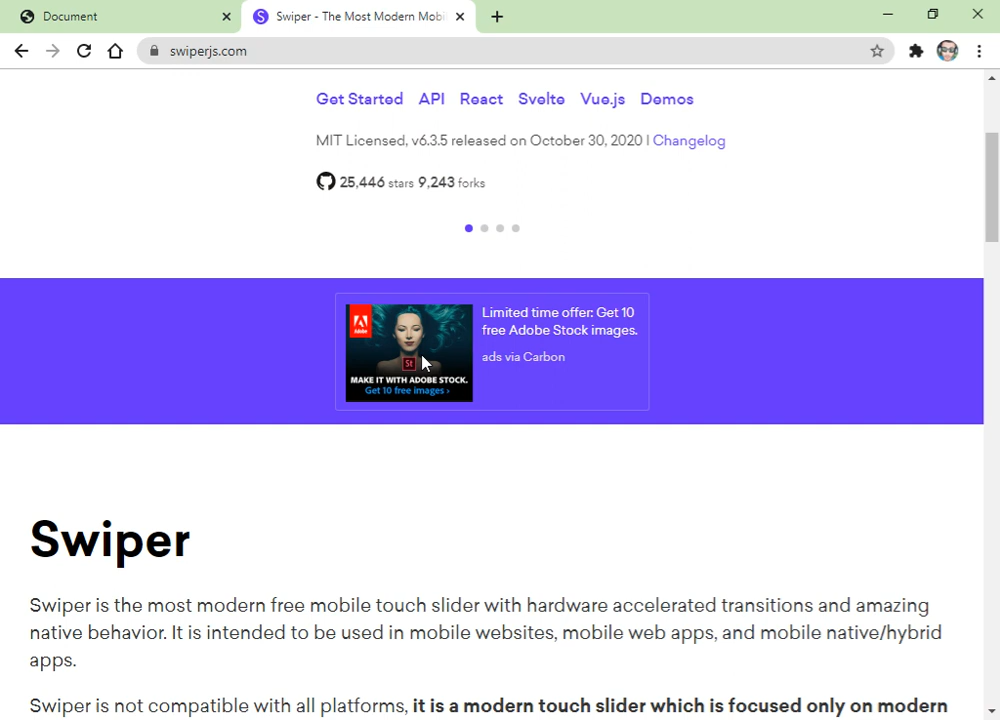 Document
Swiper - The Most Modern Mobi
swiperjs.com
Get Started API React Svelte Vue.js Demos
MIT Licensed, v6.3.5 released on October 30, 2020 | Changelog
25,446 stars 9,243 forks
Adobe
St
MAKE IT WITH ADOBE STOCK.
Get 10 free images ›
Limited time offer: Get 10
free Adobe Stock images.
ads via Carbon
Swiper
Swiper is the most modern free mobile touch slider with hardware accelerated transitions and amazing
native behavior. It is intended to be used in mobile websites, mobile web apps, and mobile native/hybrid
apps.
Swiper is not compatible with all platforms, it is a modern touch slider which is focused only on modern